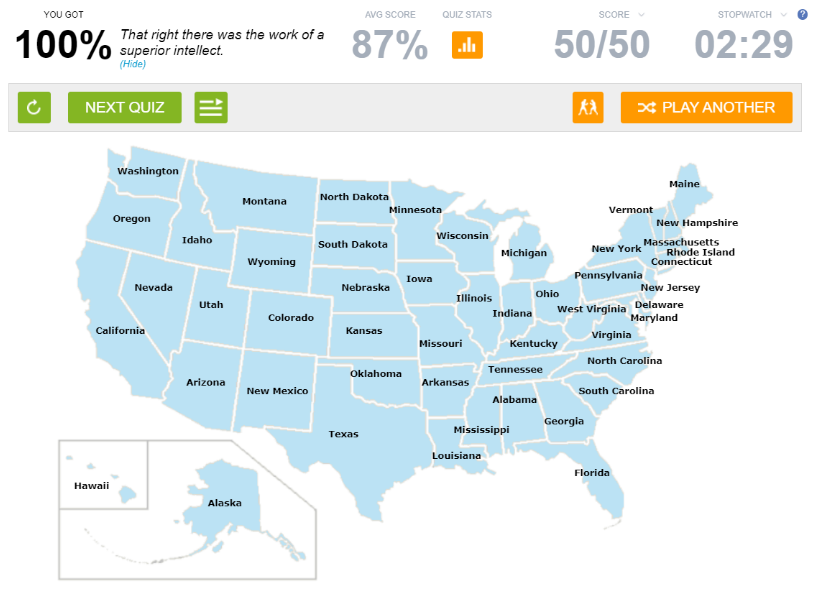 YOU GOT
100%
That right there was the work of a
superior intellect.
(Hide)
AVG SCORE
87%
QUIZ STATS
SCORE
50/50
STOPWATCH
02:29
?
NEXT QUIZ
PLAY ANOTHER
Washington
Montana
North Dakota
Minnesota
Maine
Oregon
Idaho
Wyoming
South Dakota
Wisconsin
Michigan
Vermont
New Hampshire
New York
Massachusetts
Rhode Island
Connecticut
Nevada
Utah
Colorado
Nebraska
Iowa
Illinois
Indiana
Ohio
Pennsylvania
New Jersey
Delaware
Maryland
West Virginia
Virginia
California
Kansas
Missouri
Kentucky
Arizona
New Mexico
Oklahoma
Arkansas
Tennessee
North Carolina
South Carolina
Texas
Louisiana
Mississippi
Alabama
Georgia
Florida
Hawaii
Alaska